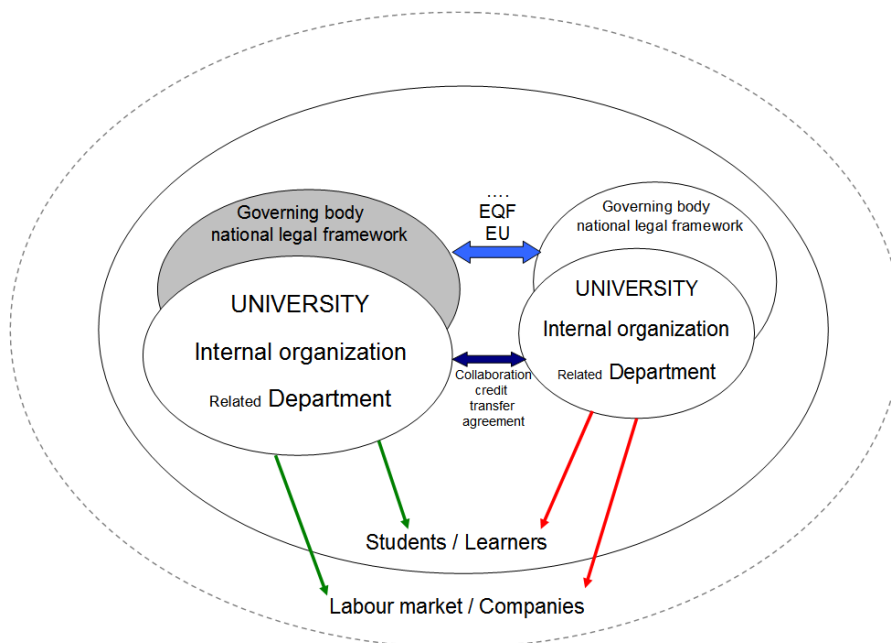 ....
EQF
EU
Governing body
national legal framework
Governing body
national legal framework
UNIVERSITY
Internal organization
Related Department
UNIVERSITY
Internal organization
Related Department
Collaboration
credit
transfer
agreement
Students / Learners
Labour market / Companies